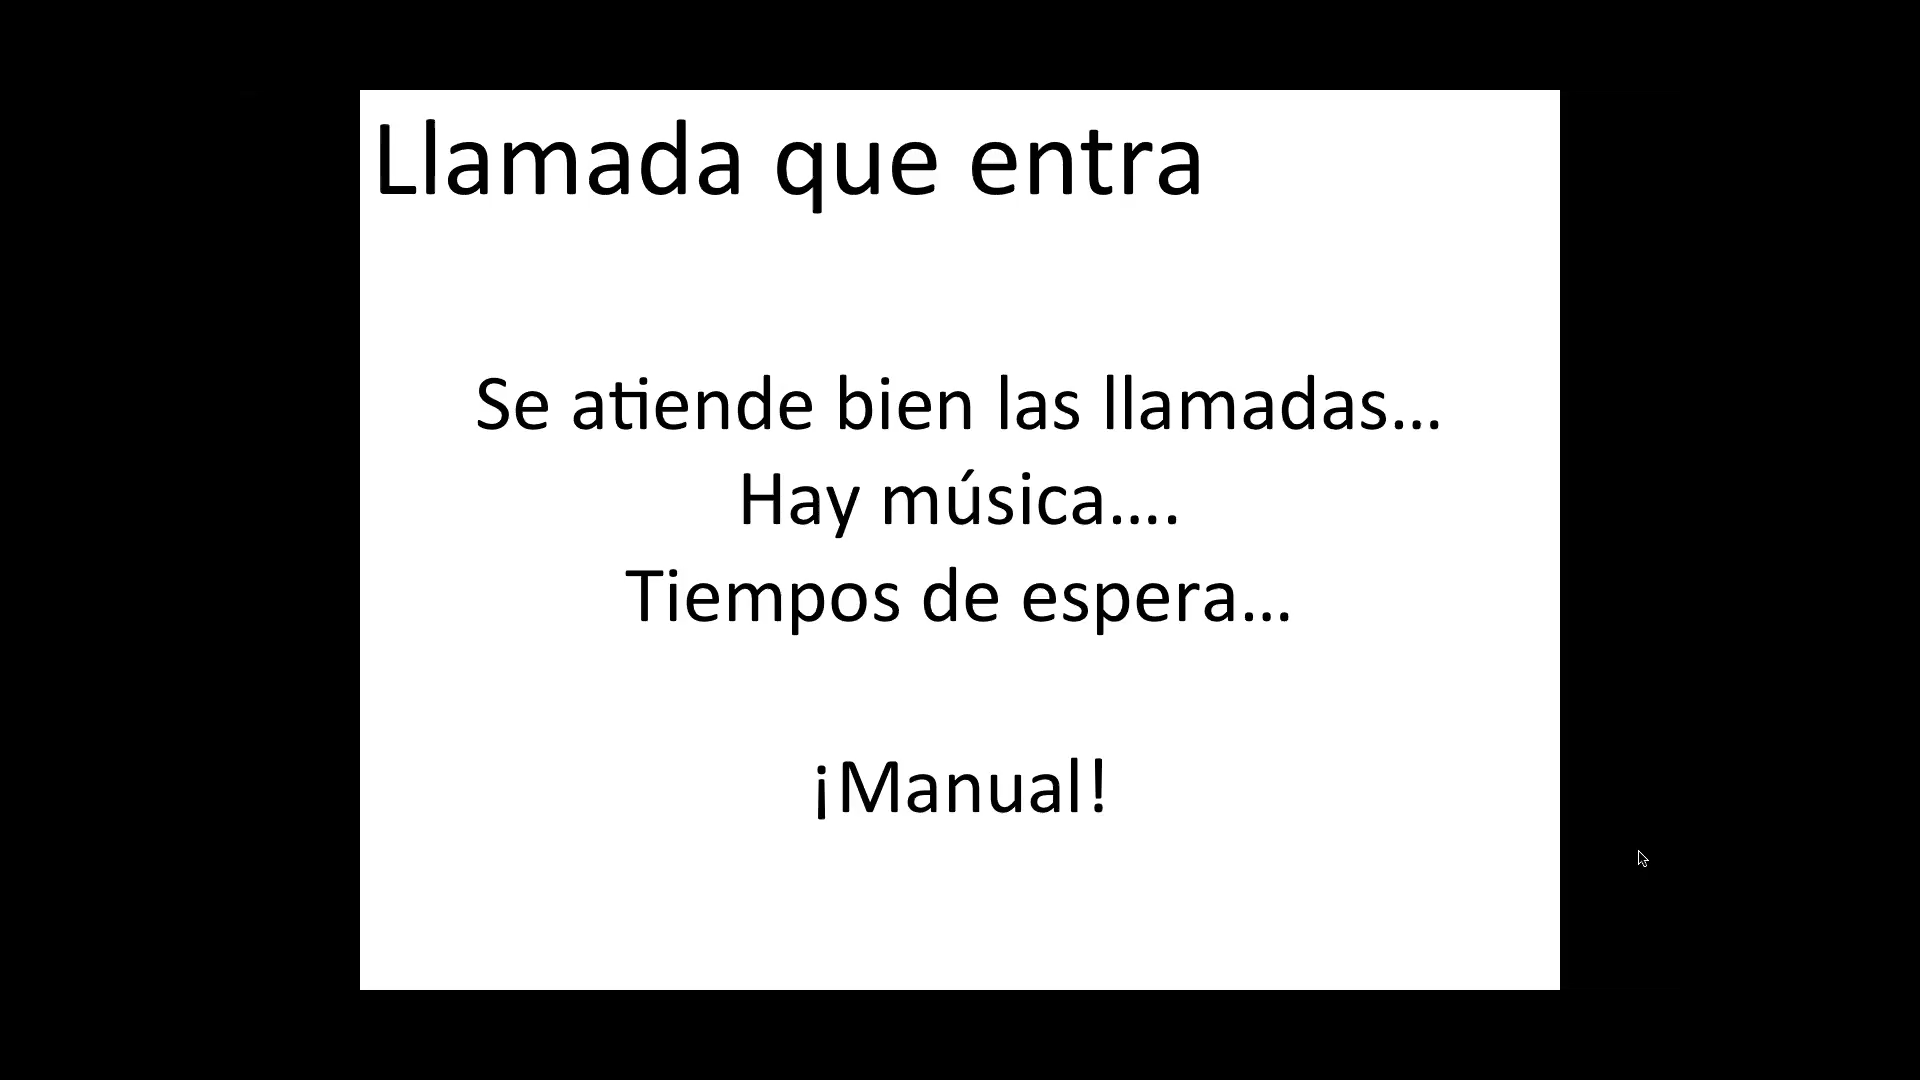 Llamada que entra
Se atiende bien las llamadas...
Hay música....
Tiempos de espera...
¡Manual!